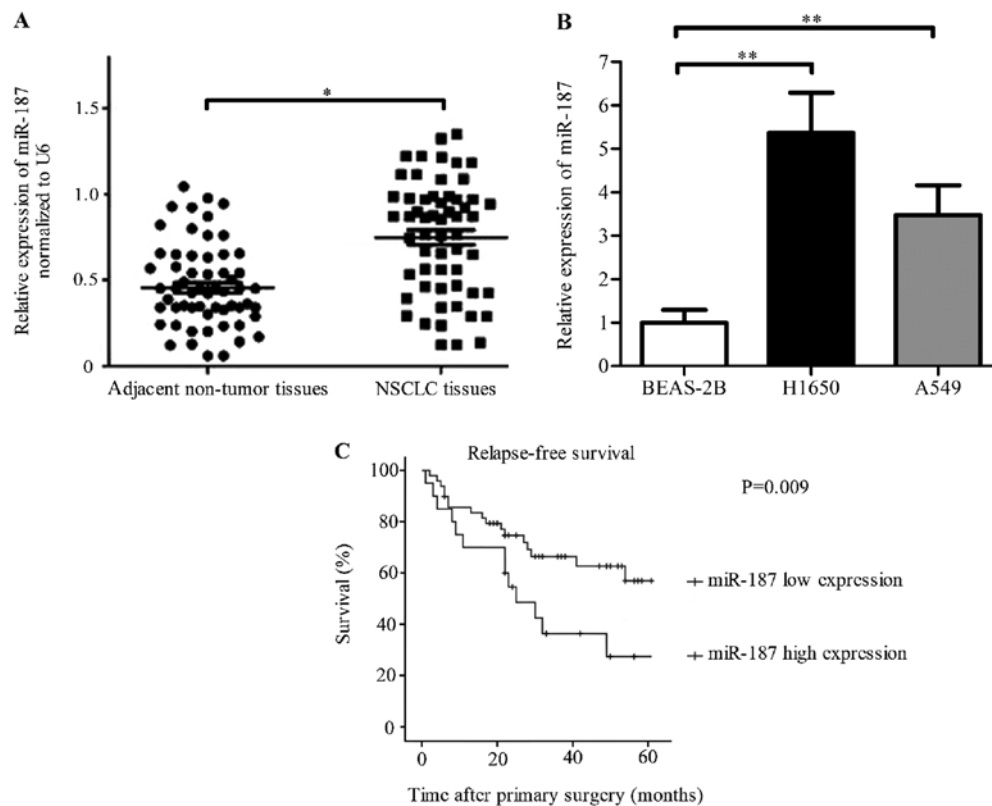 A
Relative expression of miR-187
normalized to U6
1.5
1.0
0.5
0
*
Adjacent non-tumor tissues
NSCLC tissues
B
Relative expression of miR-187
7
6
5
4
3
2
1
0
**
**
BEAS-2B
H1650
A549
C
Relapse-free survival
P=0.009
Survival (%)
100
80
60
40
20
0
miR-187 low expression
miR-187 high expression
0
20
40
60
Time after primary surgery (months)